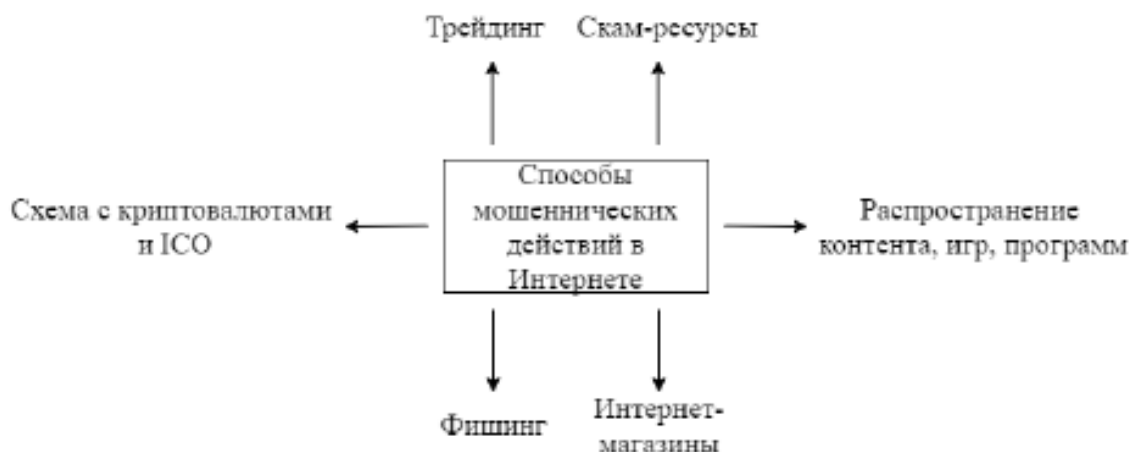 Трейдинг
Скам-ресурсы
Схема с криптовалютами
и ICO
Способы
мошеннических
действий в
Интернете
Распространение
контента, игр, программ
Фишинг
Интернет-
магазины